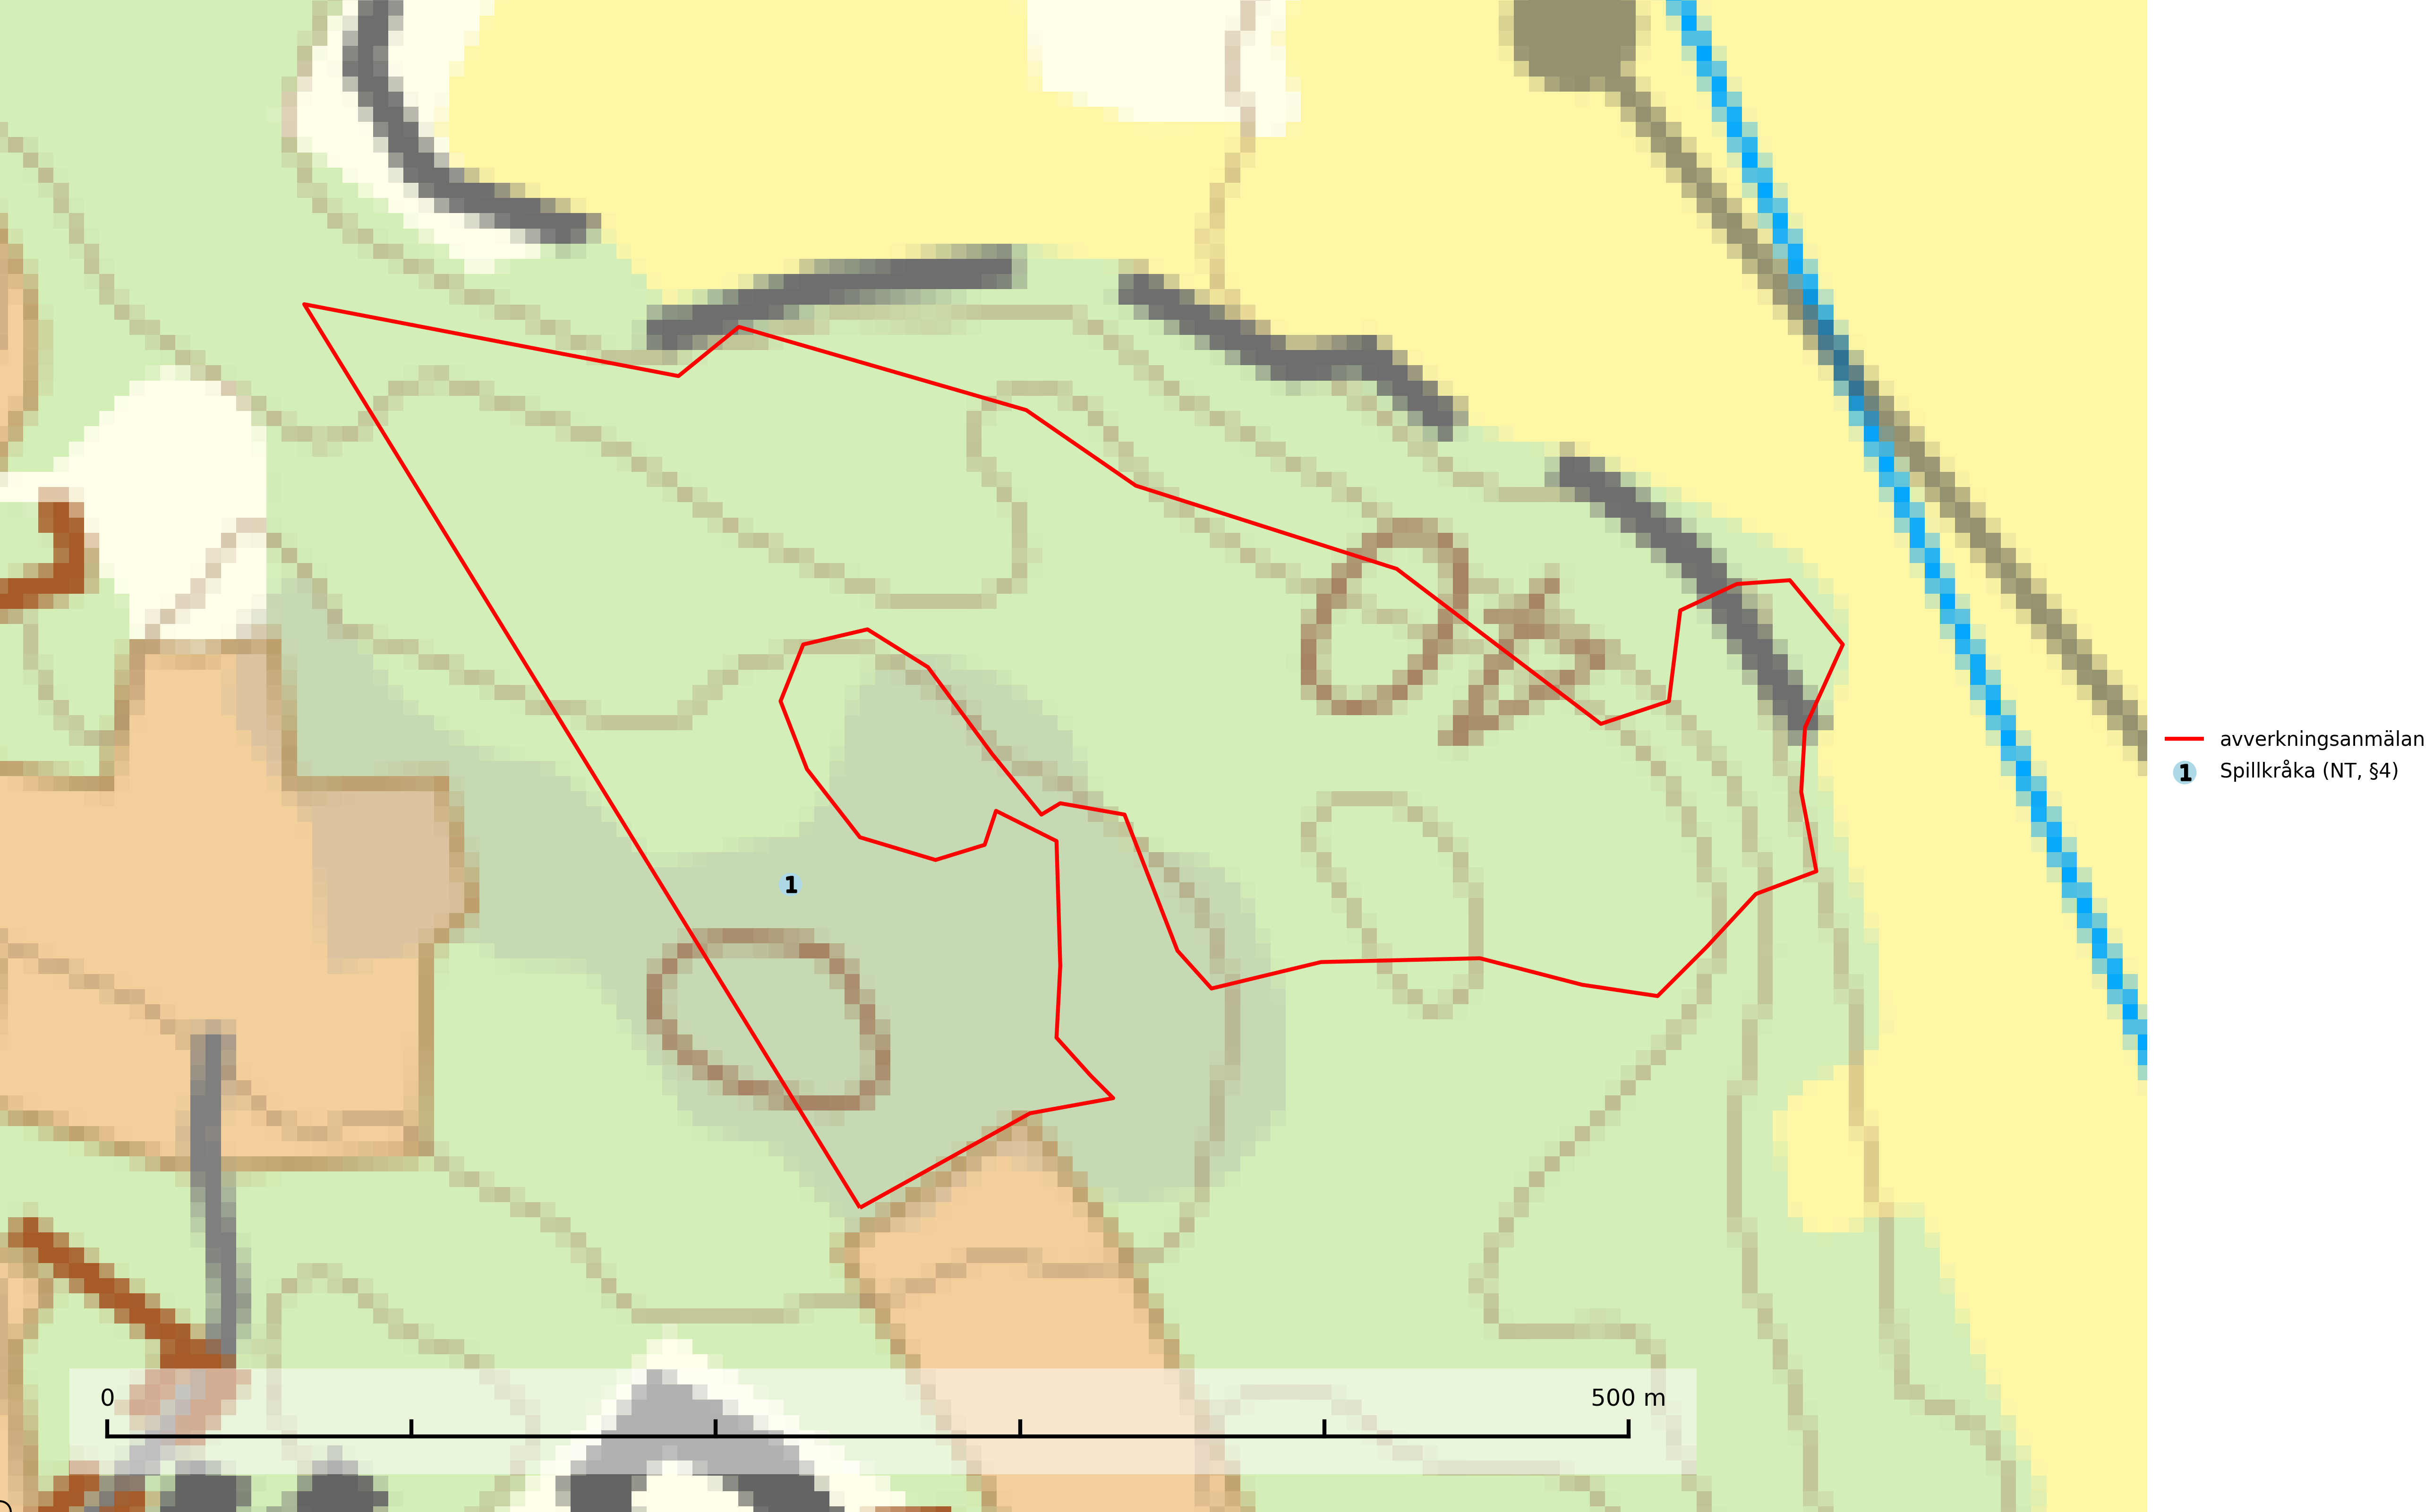 avverkningsanmälan
1 Spillkråka (NT, §4)
1
0 500 m